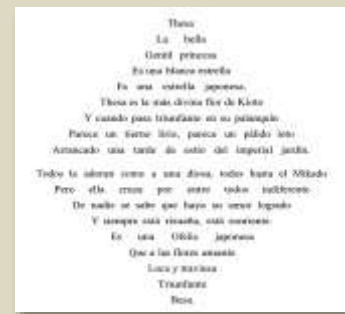 Thesa
La bella
Gentil princesa
Es una blanca estrella
Es una estrella japonesa.
Thesa es la más divina flor de Kioto
Y cuando pasa triunfante en su palanquín
Parece un tierno lirio, parece un pálido loto
Arrancado una tarde de estío del imperial jardín.
Todos la adoran como a una diosa, todos hasta el Mikado
Pero ella cruza por entre todos indiferente
De nadie se sabe que haya su amor logrado
Y siempre está risueña, está sonriente.
Es una Ofelia japonesa
Que a las flores amante
Loca y traviesa
Triunfante
Besa.